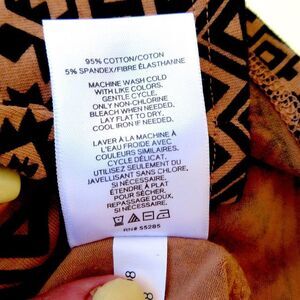 95% COTTON/COTON
5% SPANDEX/FIBRE ÉLASTHANNE
MACHINE WASH COLD
WITH LIKE COLORS.
GENTLE CYCLE.
ONLY NON-CHLORINE
BLEACH WHEN NEEDED.
LAY FLAT TO DRY.
COOL IRON IF NEEDED.
LAVER À LA MACHINE À
L'EAU FROIDE AVEC
COULEURS SIMILAIRES.
CYCLE DÉLICAT.
UTILISEZ SEULEMENT DU
JAVELLISANT SANS CHLORE,
SI NÉCESSAIRE.
ÉTENDRE À PLAT
POUR SÉCHER.
REPASSAGE DOUX,
SI NÉCESSAIRE.
RN# 55285